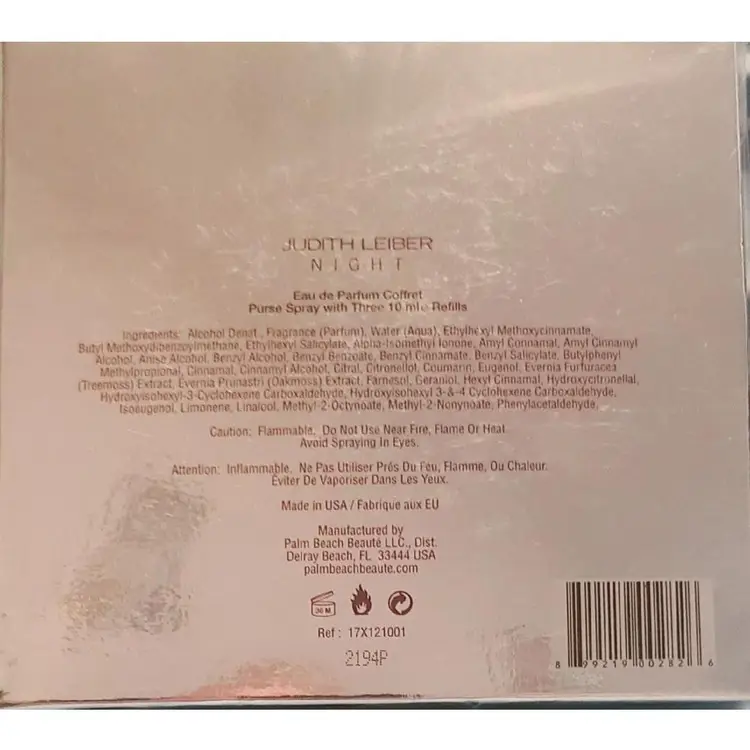 JUDITH LEIBER
NIGHT
Eau de Parfum Coffret
Purse Spray with Three 10 ml℮ Refills
Ingredients: Alcohol Denat., Fragrance (Parfum), Water (Aqua), Ethylhexyl Methoxycinnamate,
Butyl Methoxydibenzoylmethane, Ethylhexyl Salicylate, Alpha-Isomethyl Ionone, Amyl Connamal, Amyl Cinnamyl
Alcohol, Anise Alcohol, Benzyl Alcohol, Benzyl Benzoate, Benzyl Cinnamate, Benzyl Salicylate, Butylphenyl
Methylpropional, Cinnamal, Cinnamyl Alcohol, Citral, Citronellol, Coumarin, Eugenol, Evernia Furfuracea
(Treemoss) Extract, Evernia Prunastri (Oakmoss) Extract, Farnesol, Geraniol, Hexyl Cinnamal, Hydroxycitronellal,
Hydroxyisohexyl-3-Cyclohexene Carboxaldehyde, Hydroxyisohexyl 3-&-4 Cyclohexene Carboxaldehyde,
Isoeugenol, Limonene, Linalool, Methyl-2-Octynoate, Methyl-2-Nonynoate, Phenylacetaldehyde,
Caution: Flammable. Do Not Use Near Fire, Flame Or Heat.
Avoid Spraying In Eyes.
Attention: Inflammable. Ne Pas Utiliser Prés Du Feu, Flamme, Ou Chaleur.
Éviter De Vaporiser Dans Les Yeux.
Made in USA / Fabrique aux EU
Manufactured by
Palm Beach Beauté LLC., Dist.
Delray Beach, FL 33444 USA
palmbeachbeaute.com
36 M
Ref : 17X121001
2194P
8 99219 00282 6